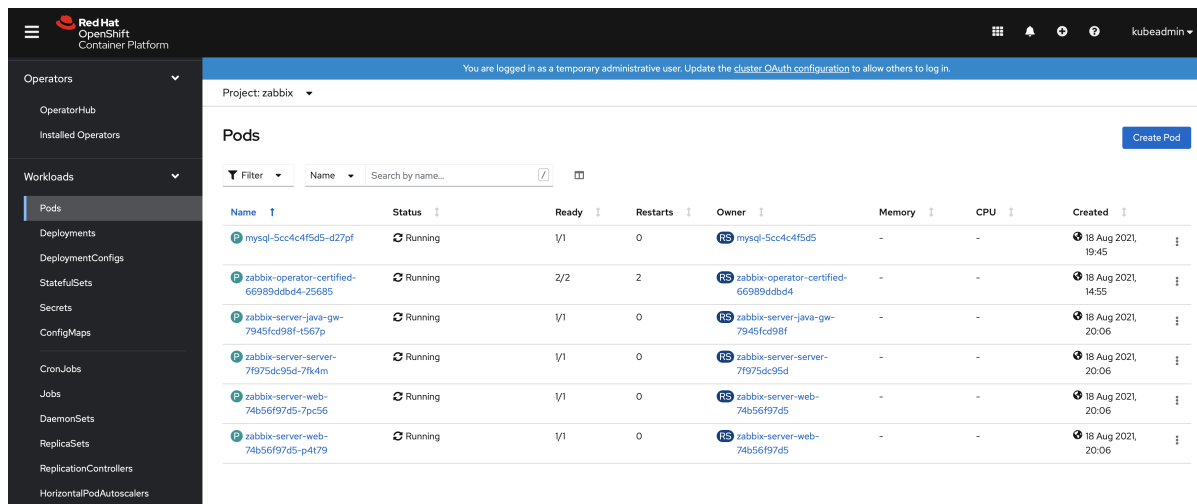 Red Hat
OpenShift
Container Platform
kubeadmin
You are logged in as a temporary administrative user. Update the cluster OAuth configuration to allow others to log in.
Operators
OperatorHub
Installed Operators
Workloads
Pods
Deployments
DeploymentConfigs
StatefulSets
Secrets
ConfigMaps
CronJobs
Jobs
DaemonSets
ReplicaSets
ReplicationControllers
HorizontalPodAutoscalers
Project: zabbix
Pods
Create Pod
Filter Name Search by name... /
Name Status Ready Restarts Owner Memory CPU Created
P mysql-5cc4c4f5d5-d27pf Running 1/1 0 RS mysql-5cc4c4f5d5 - - 18 Aug 2021,
19:45
P zabbix-operator-certified- Running 2/2 2 RS zabbix-operator-certified- - - 18 Aug 2021,
66989ddbd4-25685 66989ddbd4 14:55
P zabbix-server-java-gw- Running 1/1 0 RS zabbix-server-java-gw- - - 18 Aug 2021,
7945fcd98f-t567p 7945fcd98f 20:06
P zabbix-server-server- Running 1/1 0 RS zabbix-server-server- - - 18 Aug 2021,
7f975dc95d-7fk4m 7f975dc95d 20:06
P zabbix-server-web- Running 1/1 0 RS zabbix-server-web- - - 18 Aug 2021,
74b56f97d5-7pc56 74b56f97d5 20:06
P zabbix-server-web- Running 1/1 0 RS zabbix-server-web- - - 18 Aug 2021,
74b56f97d5-p4t79 74b56f97d5 20:06